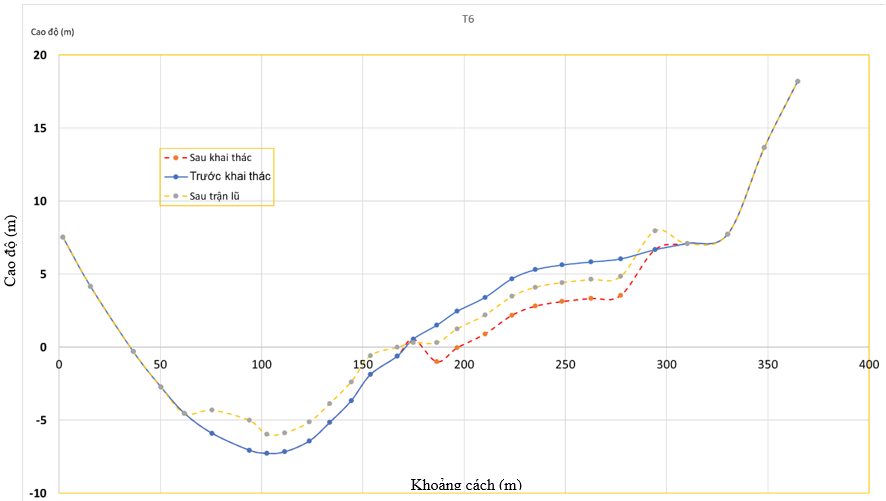 T6
Cao độ (m)
20
15
10
5
0
-5
-10
Cao độ (m)
Sau khai thác
Trước khai thác
Sau trận lũ
0 50 100 150 200 250 300 350 400
Khoảng cách (m)